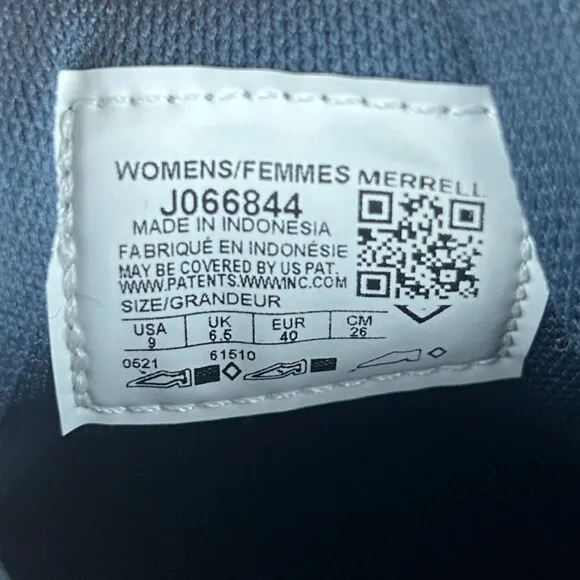 WOMENS/FEMMES MERRELL
J066844
MADE IN INDONESIA
FABRIQUÉ EN INDONÉSIE
MAY BE COVERED BY US PAT.
WWW.PATENTS.WWWINC.COM
SIZE/GRANDEUR
USA UK EUR CM
9 6.5 40 26
0521 61510